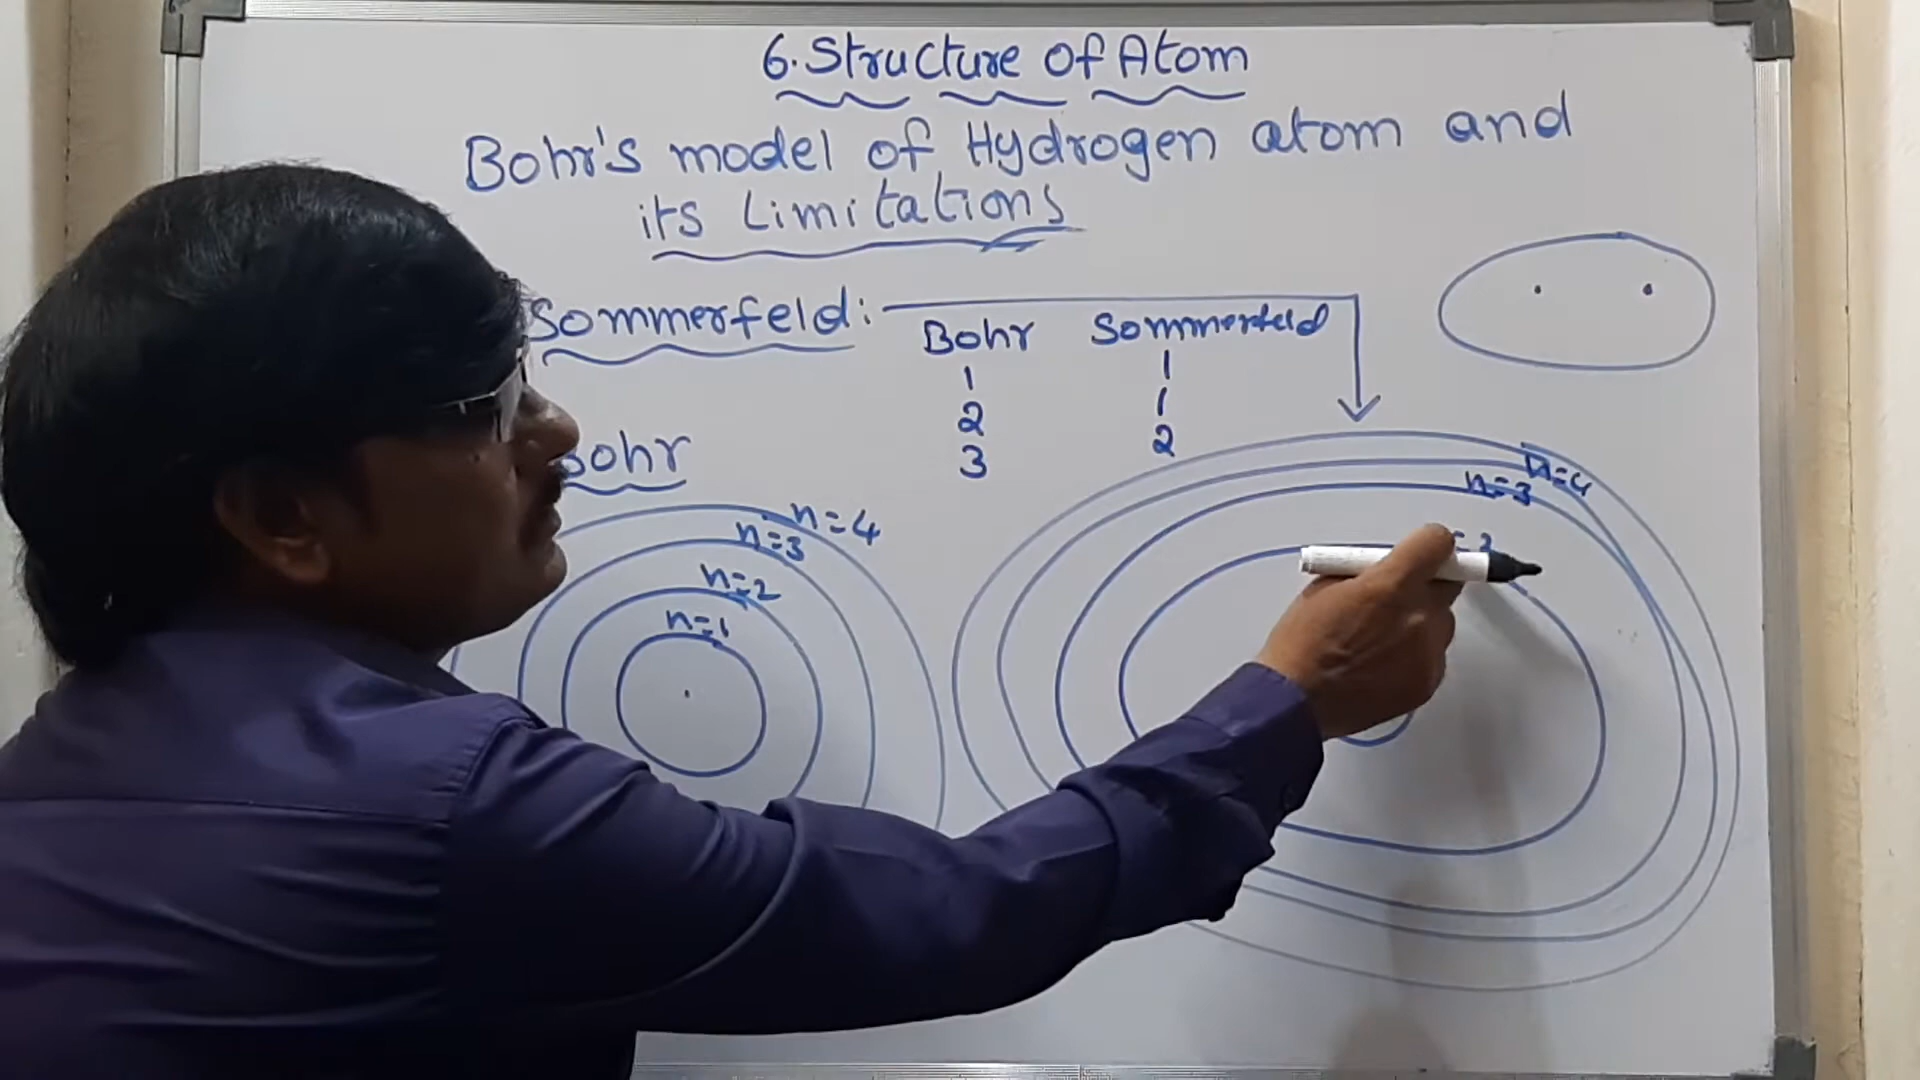 6. Structure of Atom
Bohr's model of Hydrogen atom and
its Limitations
Sommerfeld:
Bohr Sommerfeld
1 1
2 1
3 2
Bohr
n=4
n=3
n=2
n=1
n=4
n=3
=2